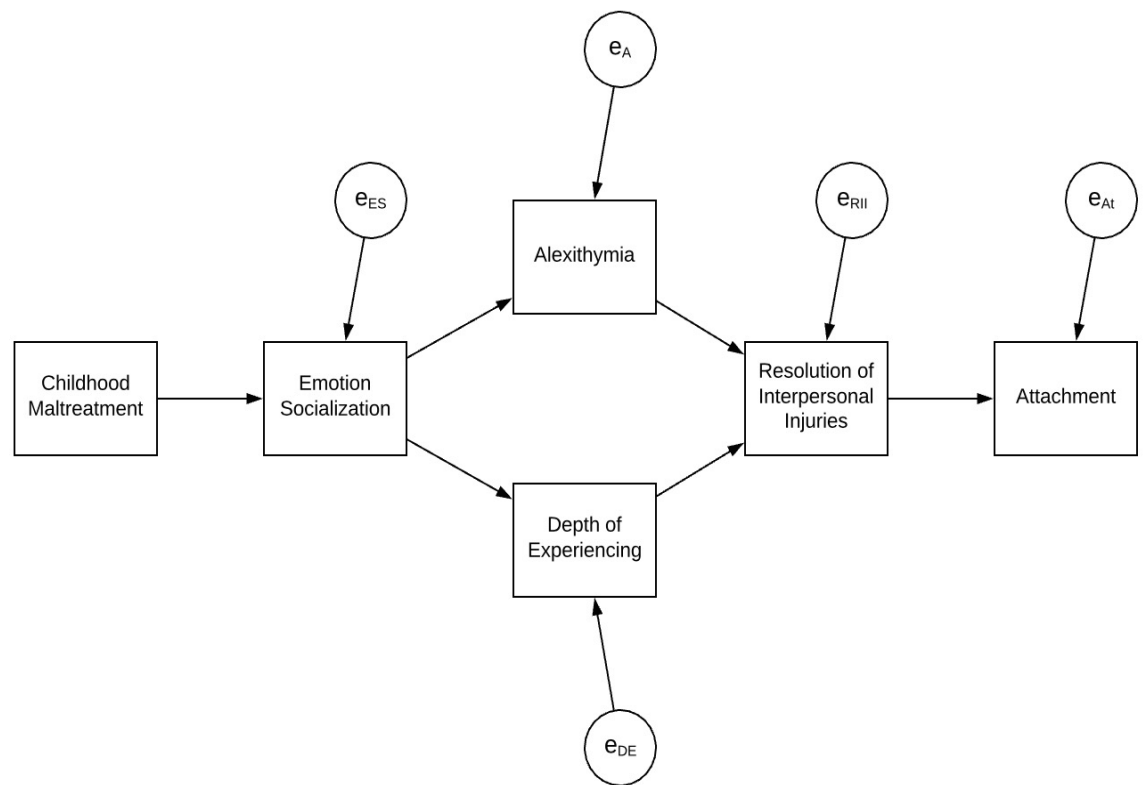 eA
eES
eRII
eAt
Alexithymia
Childhood
Maltreatment
Emotion
Socialization
Resolution of
Interpersonal
Injuries
Attachment
Depth of
Experiencing
eDE